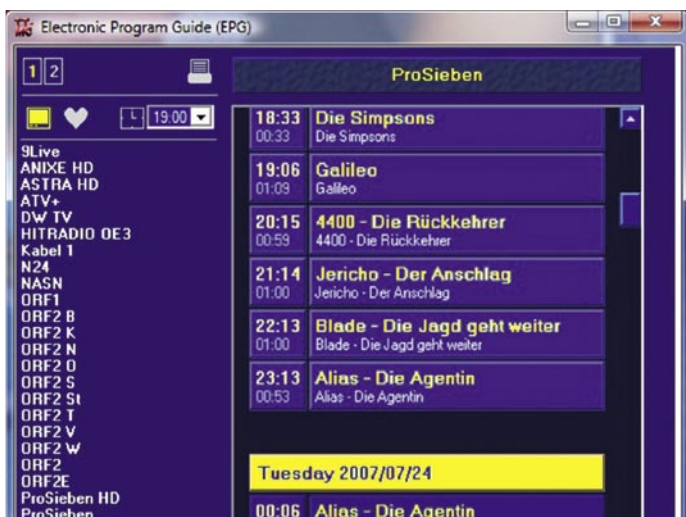 Electronic Program Guide (EPG)
1 2
19:00
9Live
ANIXE HD
ASTRA HD
ATV+
DW TV
HITRADIO OE3
Kabel 1
N24
NASN
ORF1
ORF2 B
ORF2 K
ORF2 N
ORF2 O
ORF2 S
ORF2 St
ORF2 T
ORF2 V
ORF2 W
ORF2
ORF2E
ProSieben HD
ProSieben
ProSieben
18:33 Die Simpsons
00:33 Die Simpsons
19:06 Galileo
01:09 Galileo
20:15 4400 - Die Rückkehrer
00:59 4400 - Die Rückkehrer
21:14 Jericho - Der Anschlag
01:00 Jericho - Der Anschlag
22:13 Blade - Die Jagd geht weiter
01:00 Blade - Die Jagd geht weiter
23:13 Alias - Die Agentin
00:53 Alias - Die Agentin
Tuesday 2007/07/24
00:06 Alias - Die Agentin